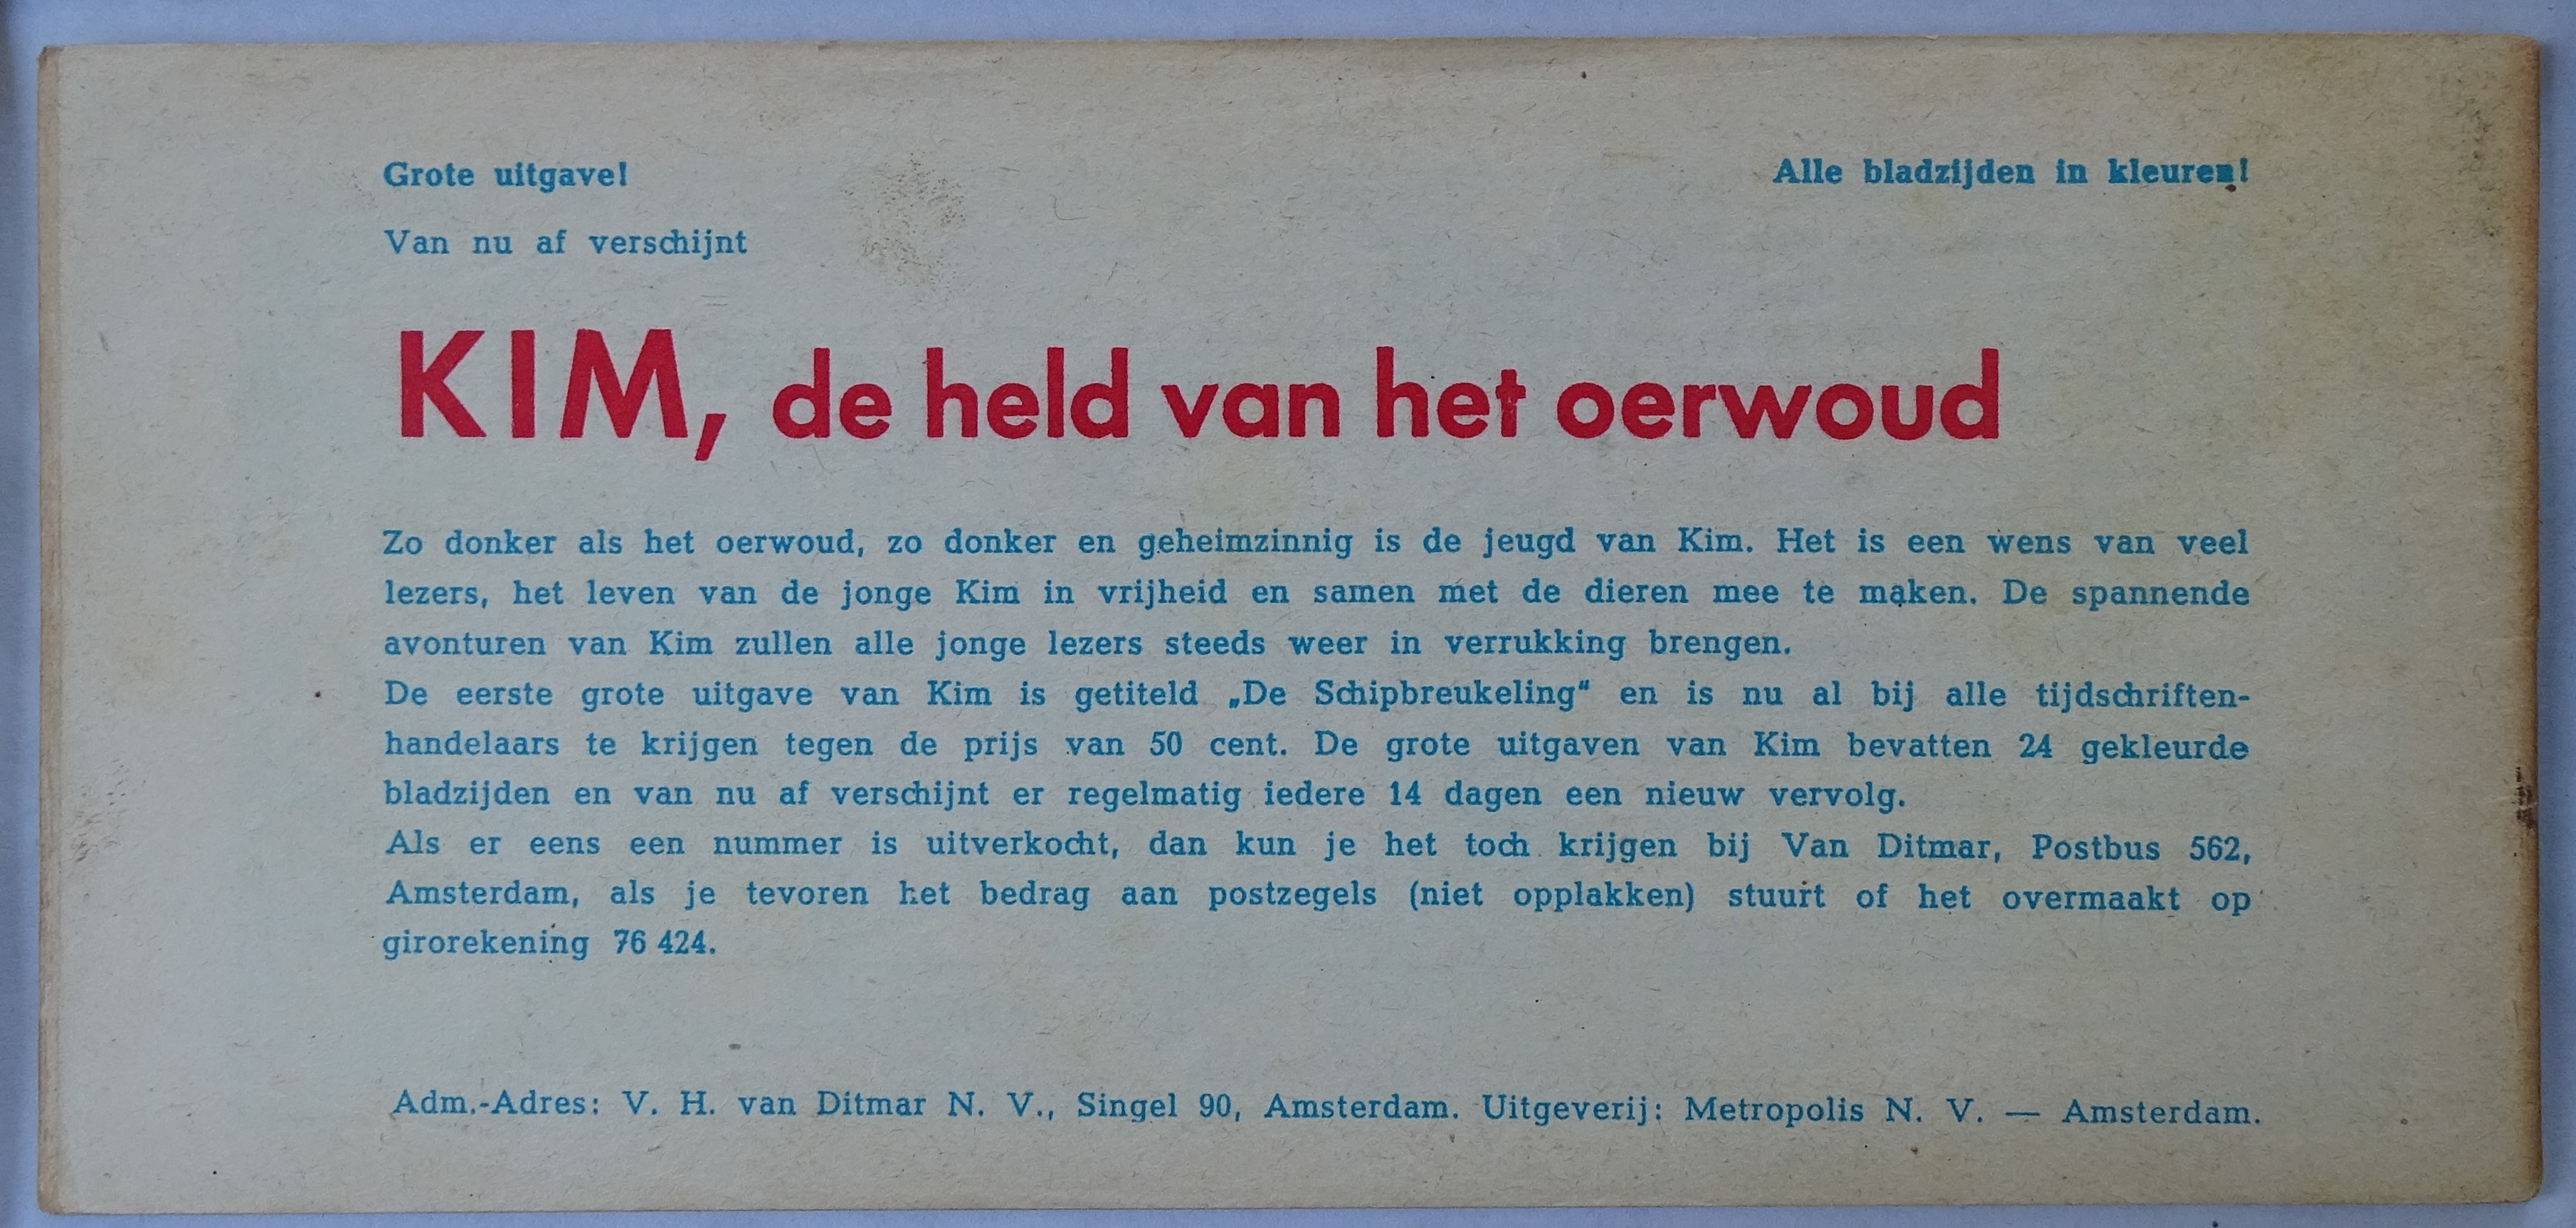 Grote uitgave!
Alle bladzijden in kleuren!
Van nu af verschijnt
KIM, de held van het oerwoud
Zo donker als het oerwoud, zo donker en geheimzinnig is de jeugd van Kim. Het is een wens van veel
lezers, het leven van de jonge Kim in vrijheid en samen met de dieren mee te maken. De spannende
avonturen van Kim zullen alle jonge lezers steeds weer in verrukking brengen.
De eerste grote uitgave van Kim is getiteld „De Schipbreukeling“ en is nu al bij alle tijdschriften-
handelaars te krijgen tegen de prijs van 50 cent. De grote uitgaven van Kim bevatten 24 gekleurde
bladzijden en van nu af verschijnt er regelmatig iedere 14 dagen een nieuw vervolg.
Als er eens een nummer is uitverkocht, dan kun je het toch krijgen bij Van Ditmar, Postbus 562,
Amsterdam, als je tevoren het bedrag aan postzegels (niet opplakken) stuurt of het overmaakt op
girorekening 76 424.
Adm.-Adres: V. H. van Ditmar N. V., Singel 90, Amsterdam. Uitgeverij: Metropolis N. V. — Amsterdam.